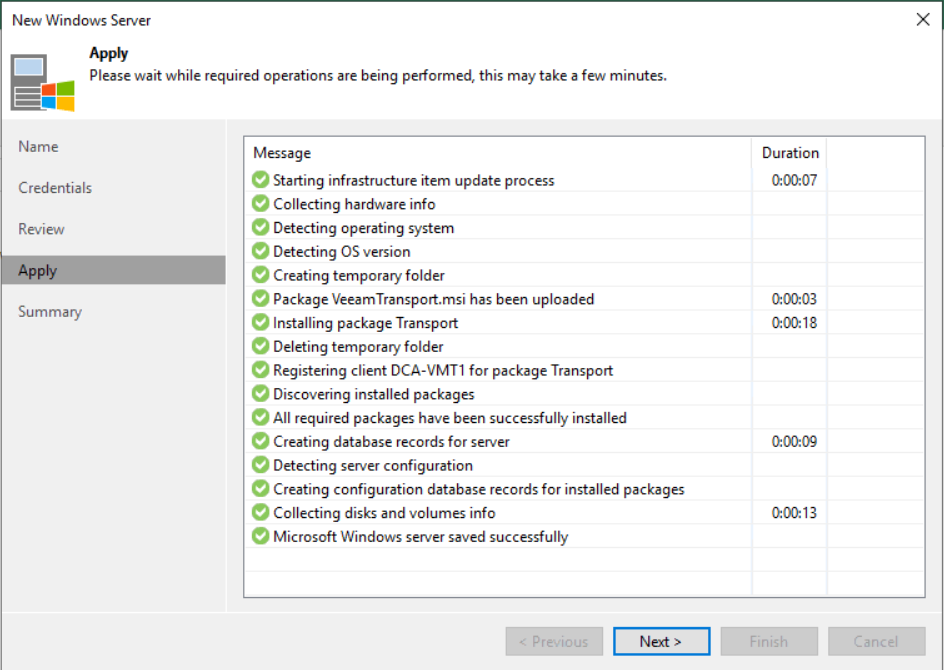 New Windows Server
Apply
Please wait while required operations are being performed, this may take a few minutes.
Name
Credentials
Review
Apply
Summary
Message Duration
Starting infrastructure item update process 0:00:07
Collecting hardware info
Detecting operating system
Detecting OS version
Creating temporary folder
Package VeeamTransport.msi has been uploaded 0:00:03
Installing package Transport 0:00:18
Deleting temporary folder
Registering client DCA-VMT1 for package Transport
Discovering installed packages
All required packages have been successfully installed
Creating database records for server 0:00:09
Detecting server configuration
Creating configuration database records for installed packages
Collecting disks and volumes info 0:00:13
Microsoft Windows server saved successfully
< Previous Next > Finish Cancel